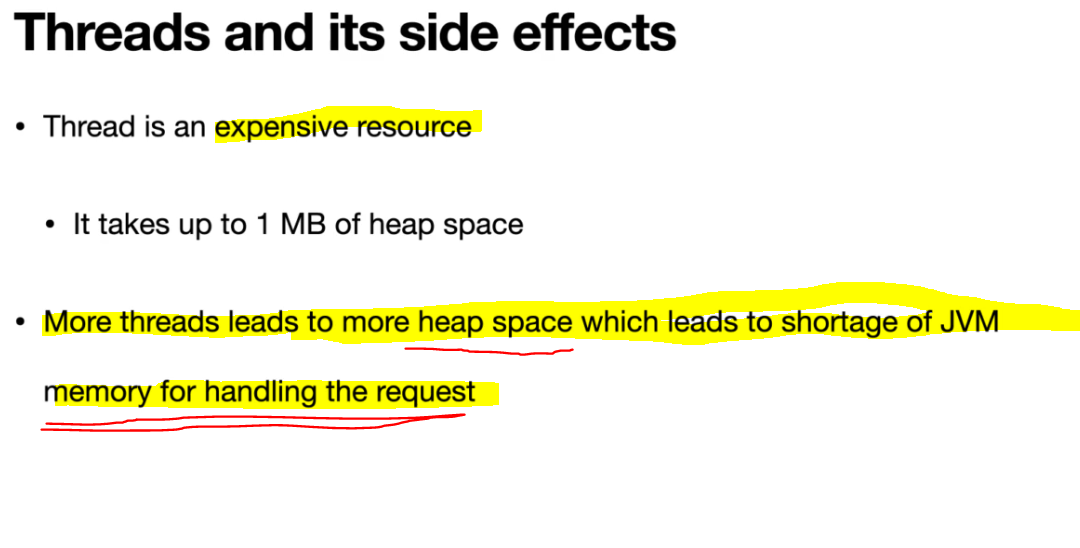 Threads and its side effects
• Thread is an expensive resource
• It takes up to 1 MB of heap space
• More threads leads to more heap space which leads to shortage of JVM
memory for handling the request